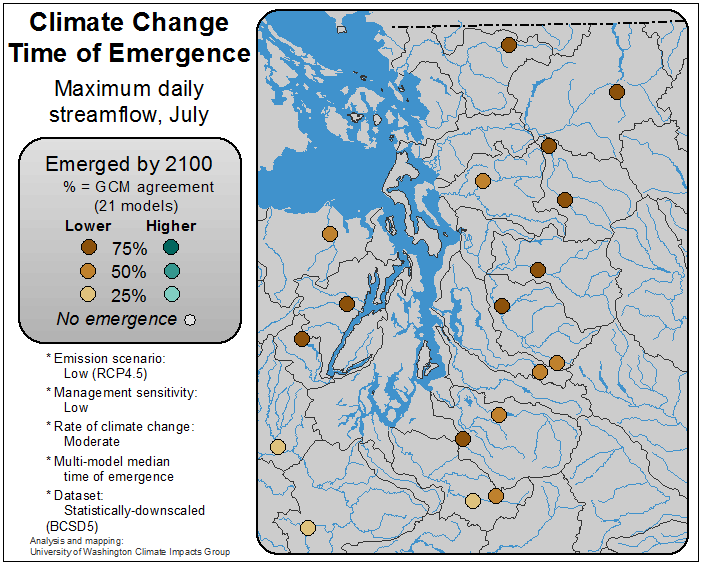 Climate Change
Time of Emergence
Maximum daily
streamflow, July
Emerged by 2100
% = GCM agreement
(21 models)
Lower Higher
75%
50%
25%
No emergence
* Emission scenario:
Low (RCP4.5)
* Management sensitivity:
Low
* Rate of climate change:
Moderate
* Multi-model median
time of emergence
* Dataset:
Statistically-downscaled
(BCSD5)
Analysis and mapping:
University of Washington Climate Impacts Group